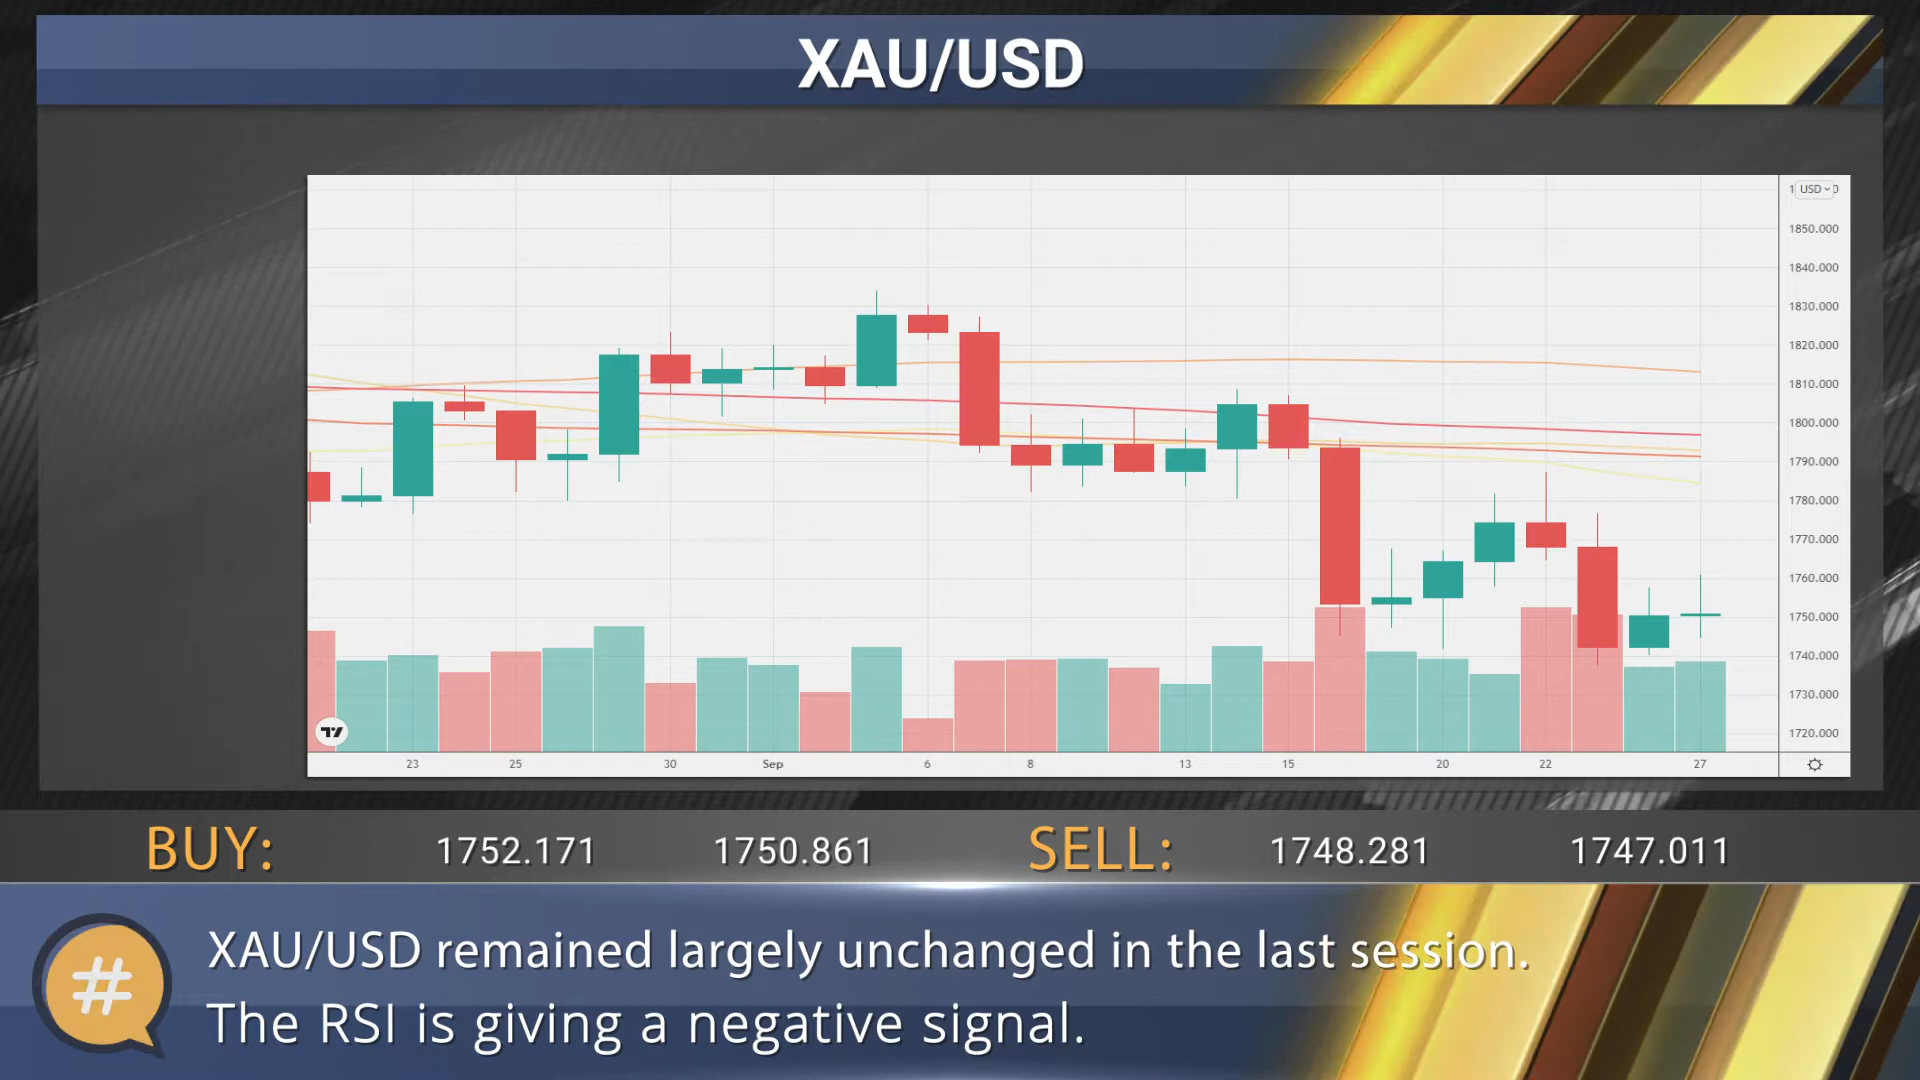 XAU/USD
USD
1850.000
1840.000
1830.000
1820.000
1810.000
1800.000
1790.000
1780.000
1770.000
1760.000
1750.000
1740.000
1730.000
1720.000
23 25 30 Sep 6 8 13 15 20 22 27
BUY: 1752.171 1750.861 SELL: 1748.281 1747.011
#
XAU/USD remained largely unchanged in the last session.
The RSI is giving a negative signal.